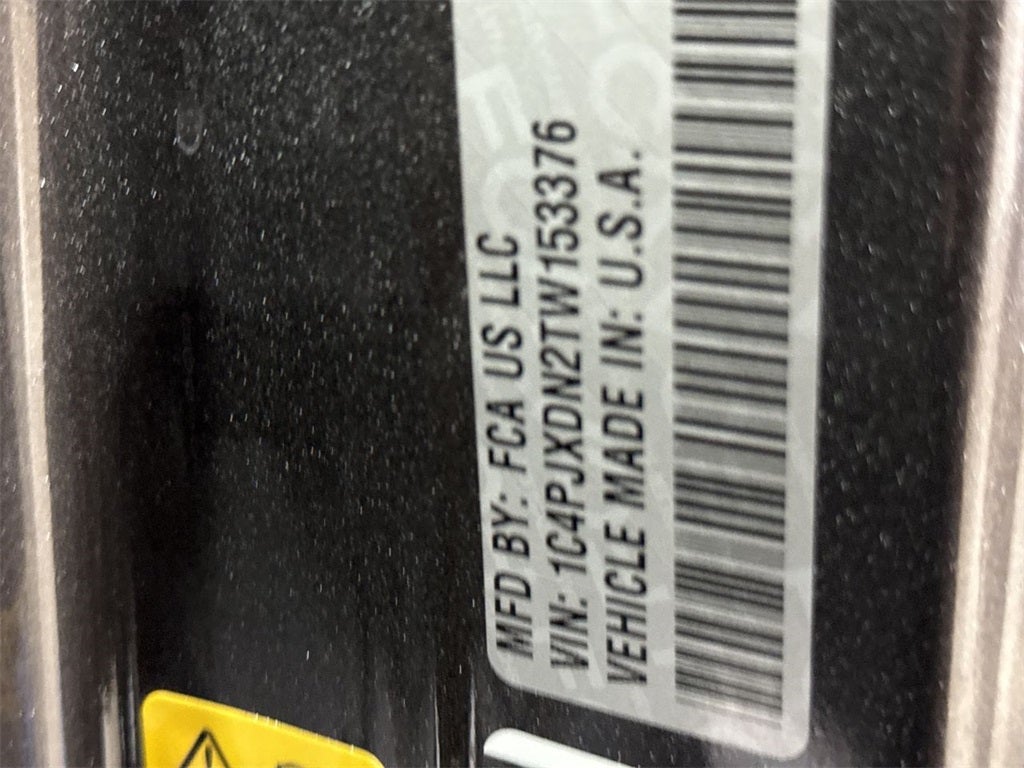 MFD BY: FCA US LLC
VIN: 1C4PJXDN2TW153376
VEHICLE MADE IN: U.S.A.